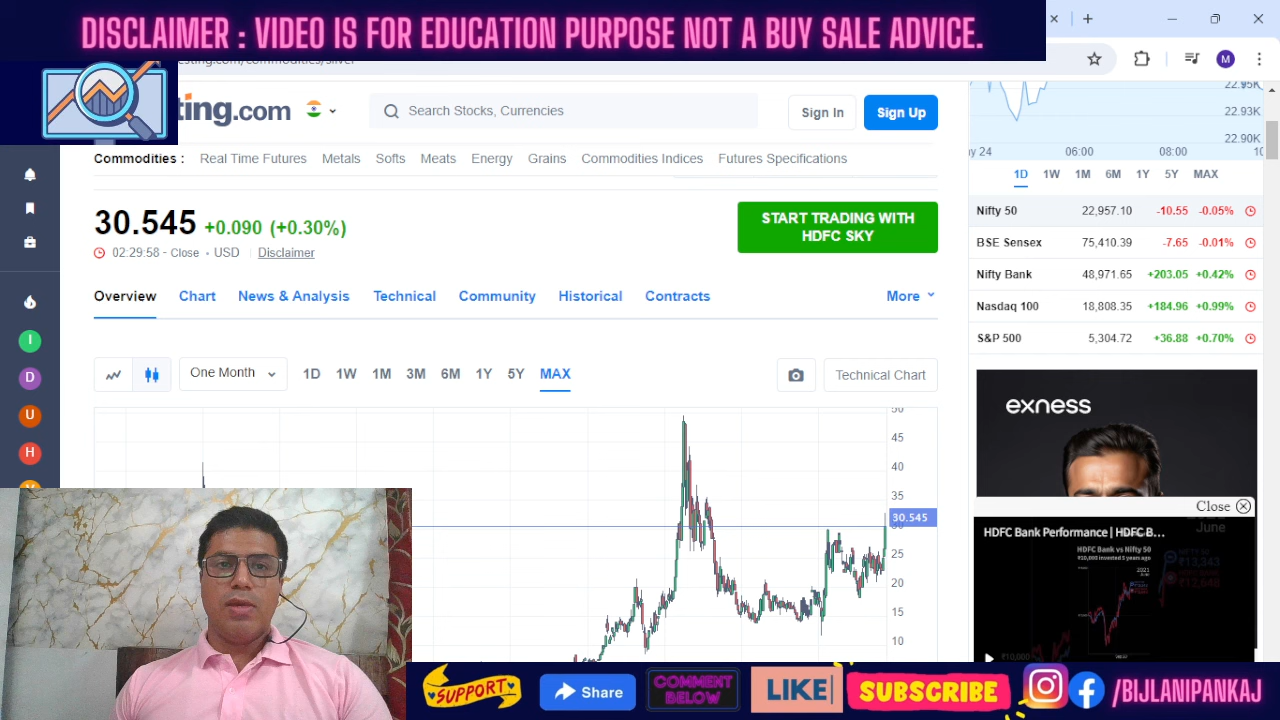 DISCLAIMER : VIDEO IS FOR EDUCATION PURPOSE NOT A BUY SALE ADVICE.
sting.com
Search Stocks, Currencies
Sign In
Sign Up
M
Commodities :
Real Time Futures
Metals
Softs
Meats
Energy
Grains
Commodities Indices
Futures Specifications
30.545 +0.090 (+0.30%)
02:29:58 - Close • USD
Disclaimer
START TRADING WITH
HDFC SKY
Overview
Chart
News & Analysis
Technical
Community
Historical
Contracts
More
One Month
1D
1W
1M
3M
6M
1Y
5Y
MAX
Technical Chart
45
40
35
30.545
25
20
15
10
I
D
U
H
22.95K
22.93K
22.90K
06:00
08:00
1D
1W
1M
6M
1Y
5Y
MAX
Nifty 50 22,957.10 -10.55 -0.05%
BSE Sensex 75,410.39 -7.65 -0.01%
Nifty Bank 48,971.65 +203.05 +0.42%
Nasdaq 100 18,808.35 +184.96 +0.99%
S&P 500 5,304.72 +36.88 +0.70%
exness
Close
June
HDFC Bank Performance | HDFC B...
HDFC Bank vs Nifty 50
2021
SUPPORT
Share
COMMENT
BELOW
LIKE
SUBSCRIBE
/BIJLANIPANKAJ